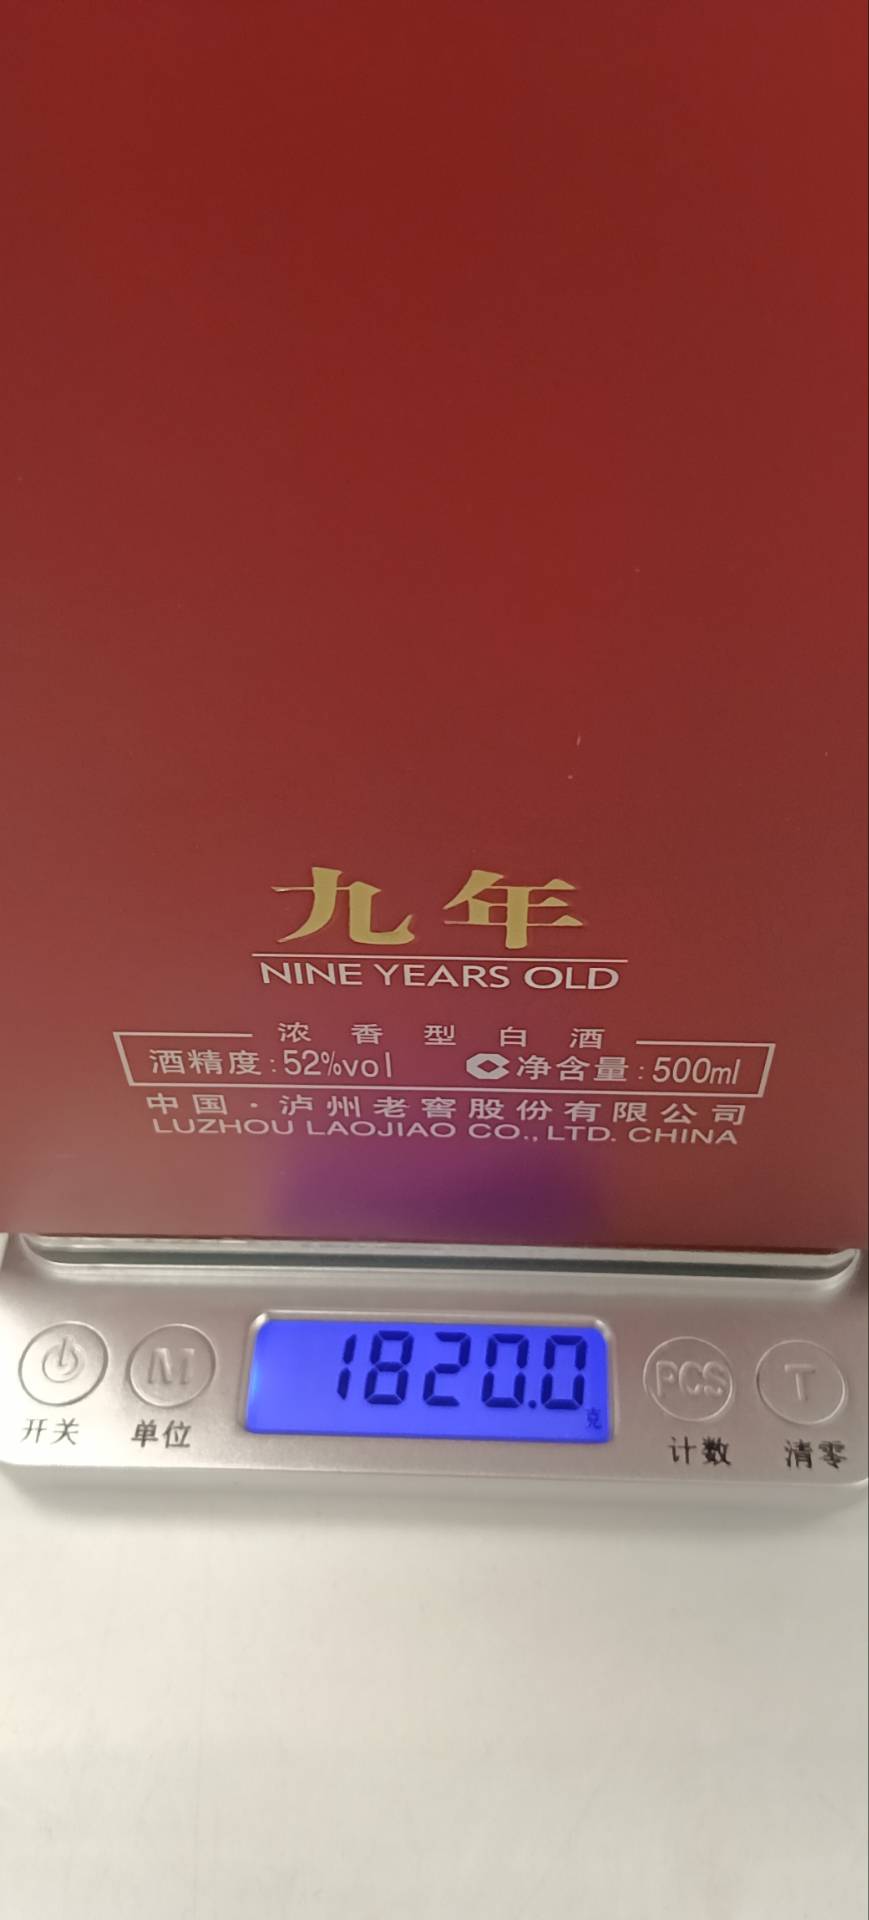 九年
NINE YEARS OLD
浓香型白酒
酒精度:52%vol 净含量:500ml
中国·泸州老窖股份有限公司
LUZHOU LAOJIAO CO.,LTD. CHINA
1820.0 克
M PCS T
开关 单位 计数 清零